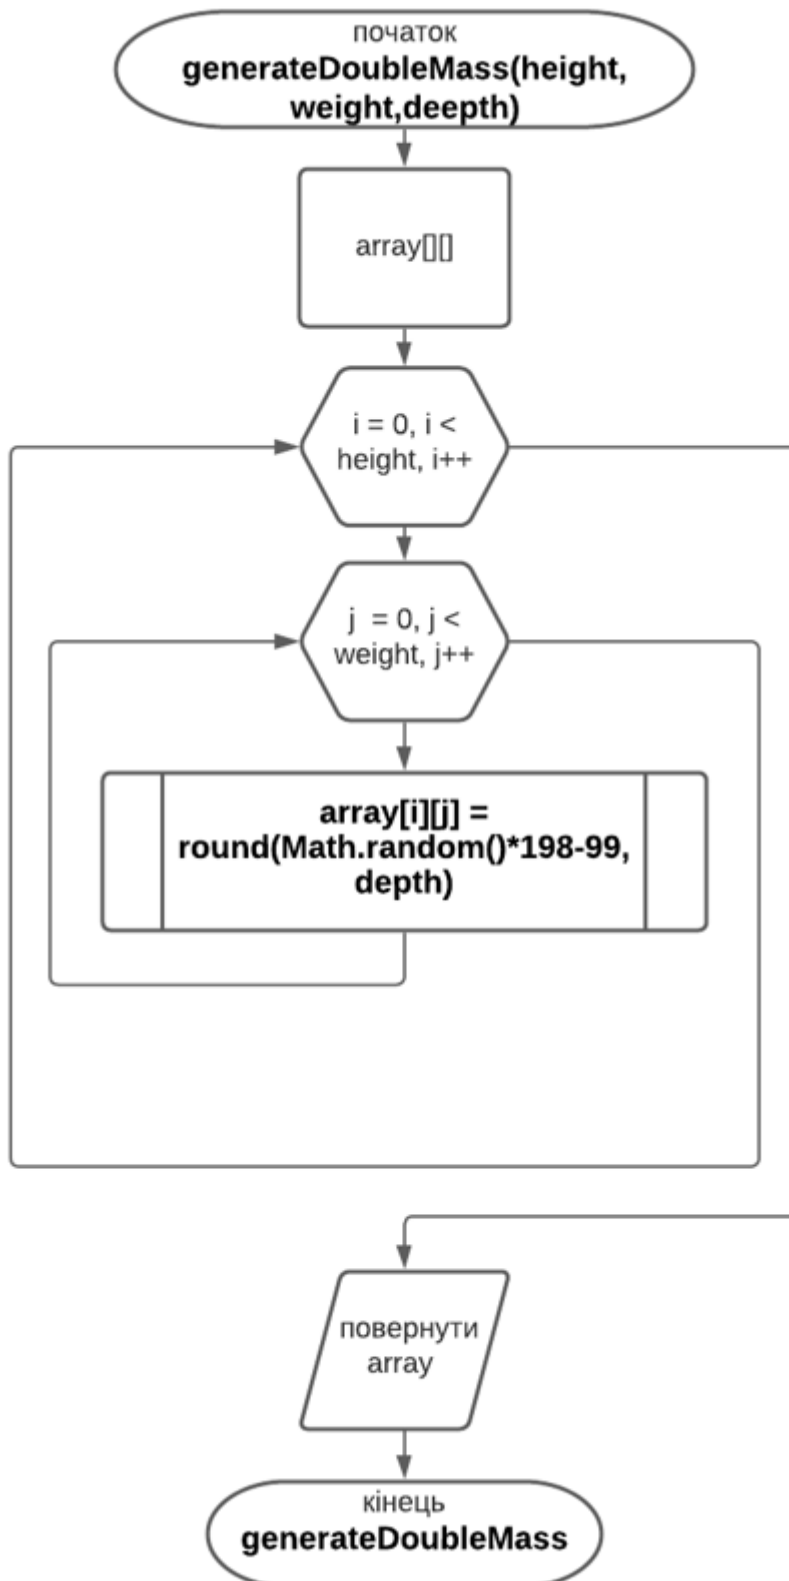 початок
generateDoubleMass(height,
weight,deepth)
array[][]
i = 0, i <
height, i++
j  = 0, j <
weight, j++
array[i][j] =
round(Math.random()*198-99,
depth)
повернути
array
кінець
generateDoubleMass